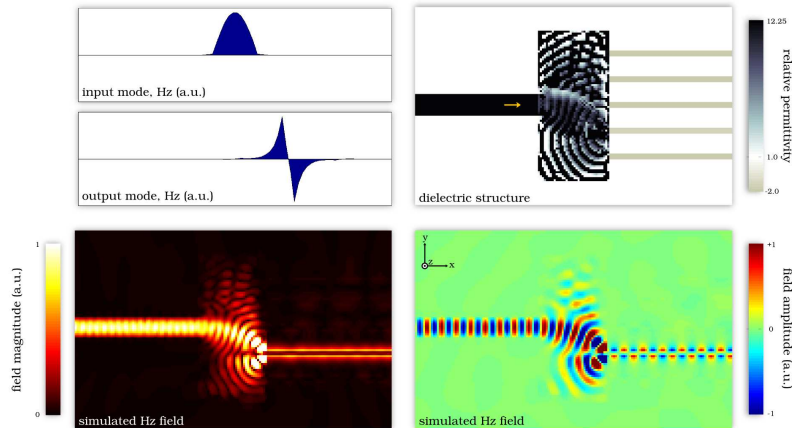 input mode, Hz (a.u.)
output mode, Hz (a.u.)
dielectric structure
12.25
1.0
-2.0
relative permittivity
field magnitude (a.u.)
1
0
simulated Hz field
y
z
x
simulated Hz field
+1
0
-1
field amplitude (a.u.)